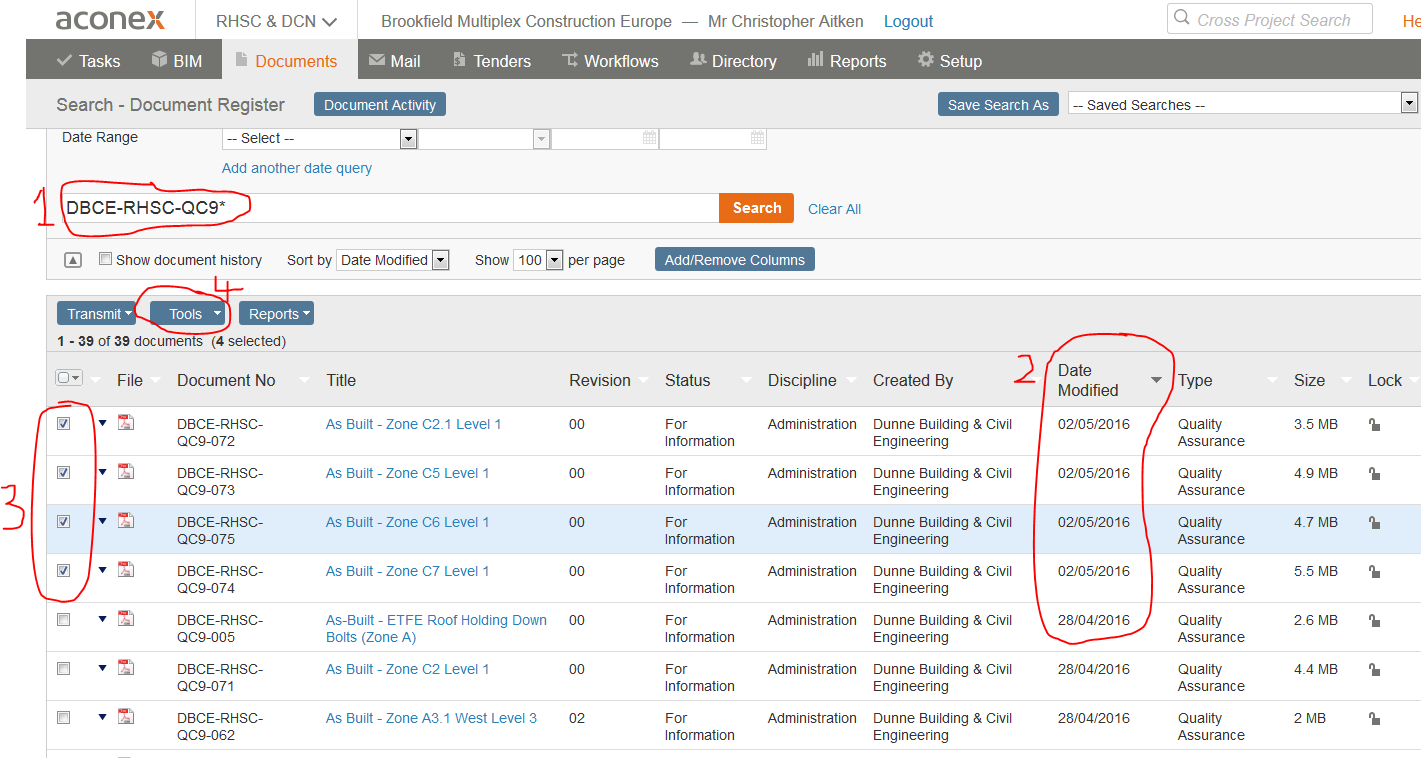 aconex RHSC & DCN Brookfield Multiplex Construction Europe — Mr Christopher Aitken Logout Cross Project Search He
Tasks BIM Documents Mail Tenders Workflows Directory Reports Setup
Search - Document Register Document Activity Save Search As -- Saved Searches --
Date Range -- Select --
Add another date query
1 DBCE-RHSC-QC9* Search Clear All
Show document history Sort by Date Modified Show 100 per page Add/Remove Columns
4
Transmit Tools Reports
1 - 39 of 39 documents (4 selected)
2
File Document No Title Revision Status Discipline Created By Date Modified Type Size Lock
3
DBCE-RHSC-QC9-072 As Built - Zone C2.1 Level 1 00 For Information Administration Dunne Building & Civil Engineering 02/05/2016 Quality Assurance 3.5 MB
DBCE-RHSC-QC9-073 As Built - Zone C5 Level 1 00 For Information Administration Dunne Building & Civil Engineering 02/05/2016 Quality Assurance 4.9 MB
DBCE-RHSC-QC9-075 As Built - Zone C6 Level 1 00 For Information Administration Dunne Building & Civil Engineering 02/05/2016 Quality Assurance 4.7 MB
DBCE-RHSC-QC9-074 As Built - Zone C7 Level 1 00 For Information Administration Dunne Building & Civil Engineering 02/05/2016 Quality Assurance 5.5 MB
DBCE-RHSC-QC9-005 As-Built - ETFE Roof Holding Down Bolts (Zone A) 00 For Information Administration Dunne Building & Civil Engineering 28/04/2016 Quality Assurance 2.6 MB
DBCE-RHSC-QC9-071 As Built - Zone C2 Level 1 00 For Information Administration Dunne Building & Civil Engineering 28/04/2016 Quality Assurance 4.4 MB
DBCE-RHSC-QC9-062 As Built - Zone A3.1 West Level 3 02 For Information Administration Dunne Building & Civil Engineering 28/04/2016 Quality Assurance 2 MB